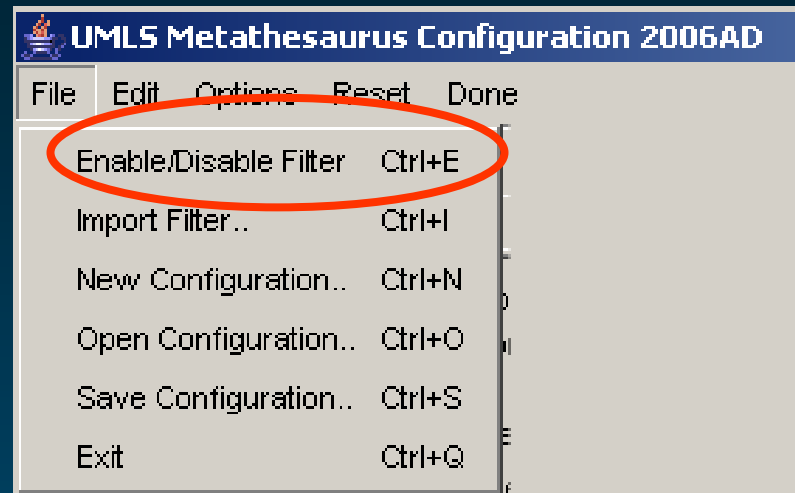 UMLS Metathesaurus Configuration 2006AD
File Edit Options Reset Done
Enable/Disable Filter Ctrl+E
Import Filter.. Ctrl+I
New Configuration.. Ctrl+N
Open Configuration.. Ctrl+O
Save Configuration.. Ctrl+S
Exit Ctrl+Q